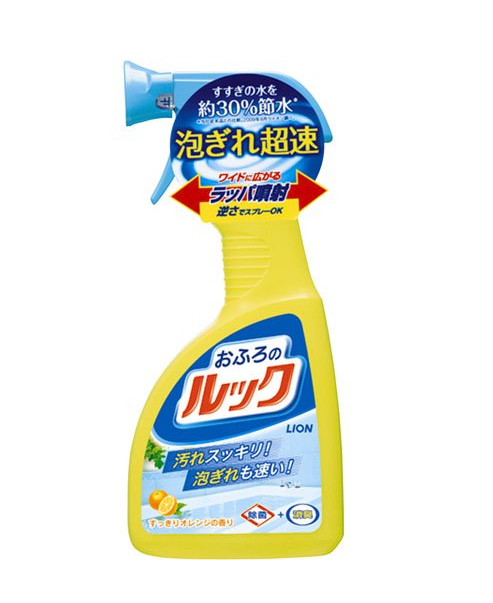 すすぎの水を
約30%節水*
泡ぎれ超速
ワイドに広がる
ラッパ噴射
逆さでスプレーOK
おふろの
ルック
LION
汚れスッキリ!
泡ぎれも速い!
すっきりオレンジの香り
除菌+消臭